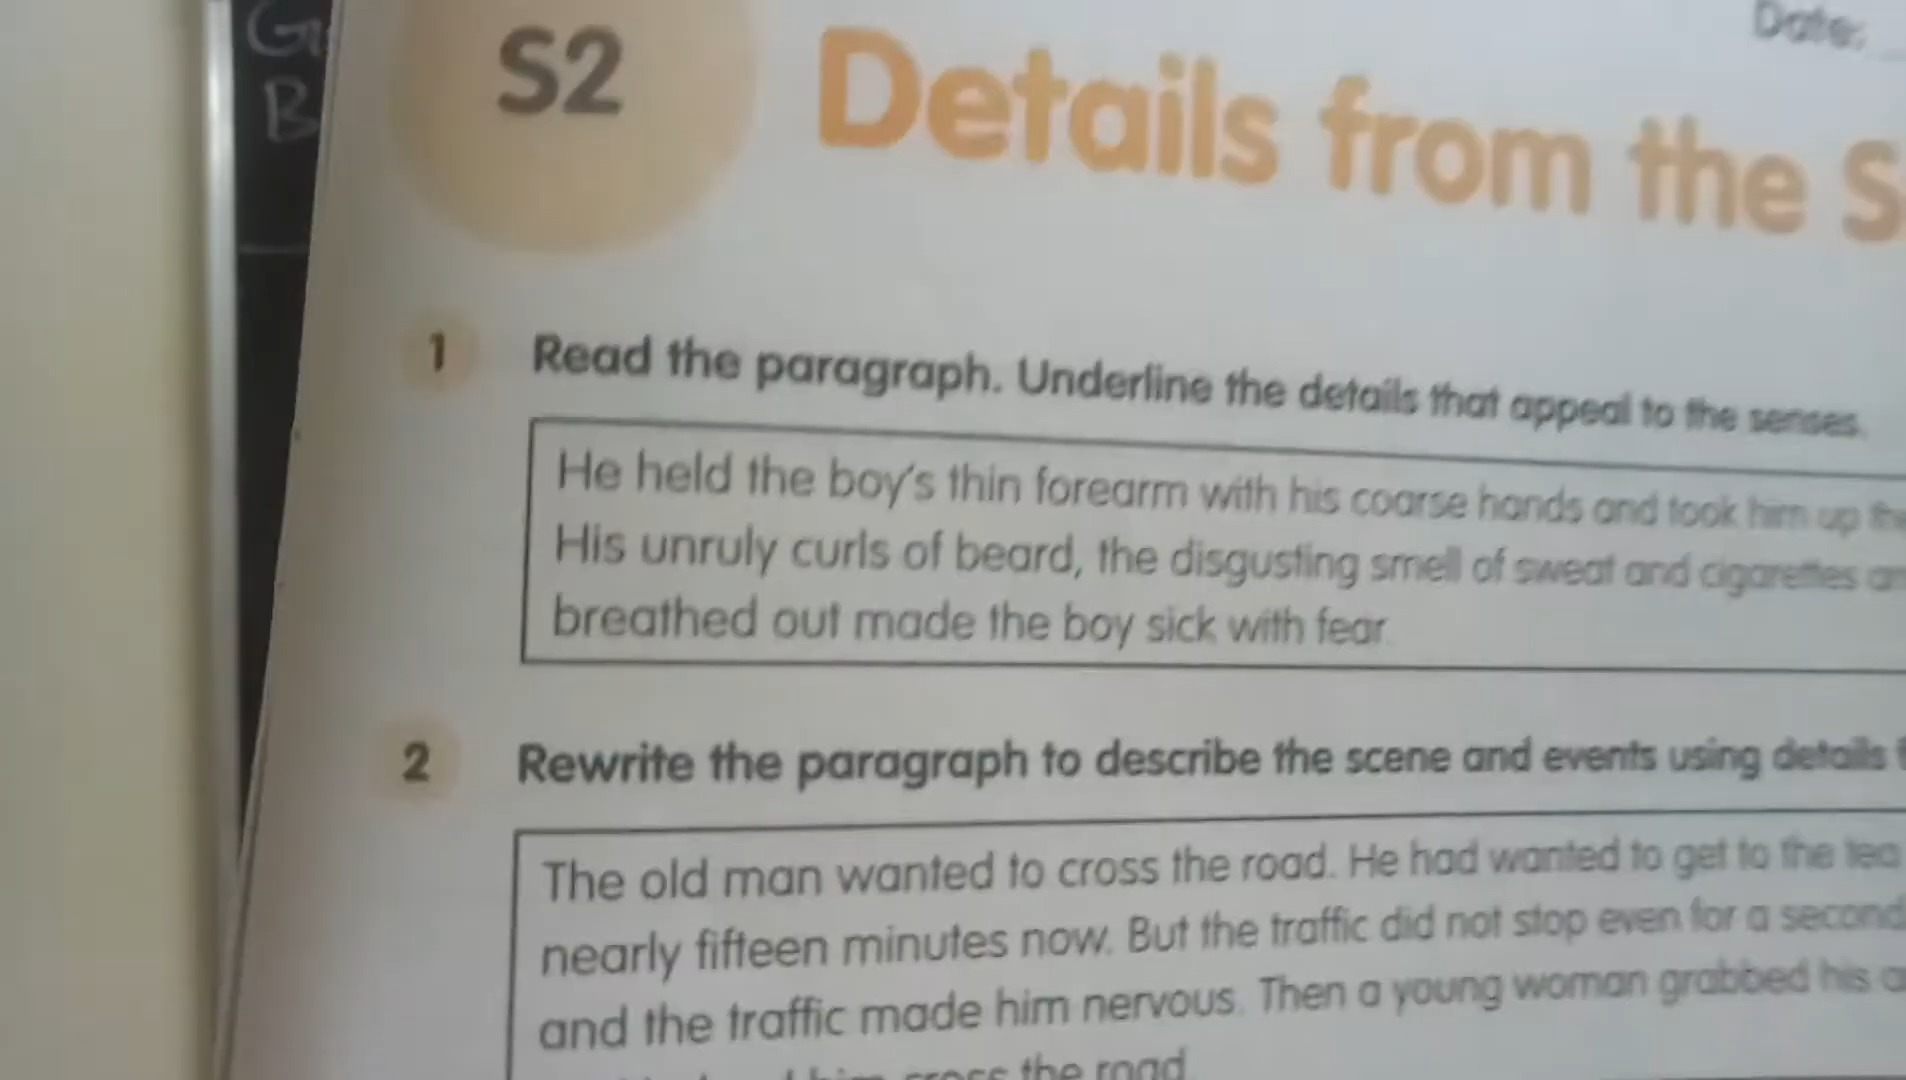 Date:
S2
Details from the S
1 Read the paragraph. Underline the details that appeal to the senses.
He held the boy's thin forearm with his coarse hands and took him up
His unruly curls of beard, the disgusting smell of sweat and cigarettes
breathed out made the boy sick with fear.
2 Rewrite the paragraph to describe the scene and events using details
The old man wanted to cross the road. He had wanted to get to the tea
nearly fifteen minutes now. But the traffic did not stop even for a second
and the traffic made him nervous. Then a young woman grabbed his
cross the road.